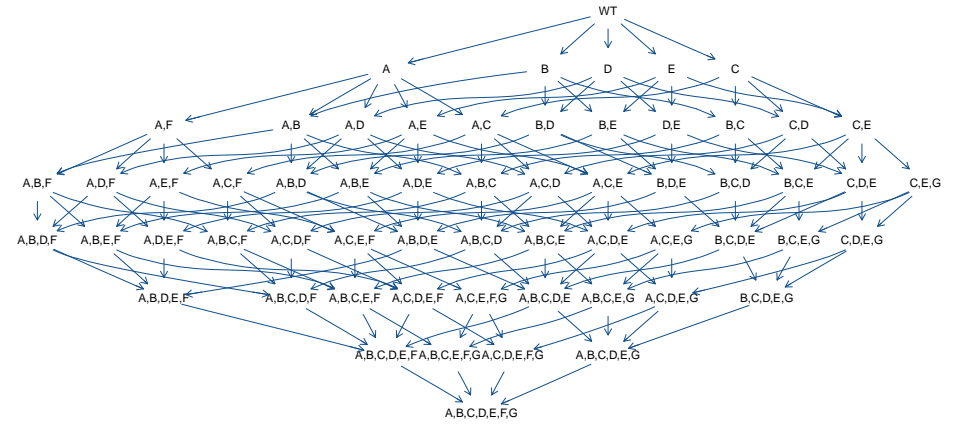 WT
A B D E C
A,F A,B A,D A,E A,C B,D B,E D,E B,C C,D C,E
A,B,F A,D,F A,E,F A,C,F A,B,D A,B,E A,D,E A,B,C A,C,D A,C,E B,D,E B,C,D B,C,E C,D,E C,E,G
A,B,D,F A,B,E,F A,D,E,F A,B,C,F A,C,D,F A,C,E,F A,B,D,E A,B,C,D A,B,C,E A,C,D,E A,C,E,G B,C,D,E B,C,E,G C,D,E,G
A,B,D,E,F A,B,C,D,F A,B,C,E,F A,C,D,E,F A,C,E,F,G A,B,C,D,E A,B,C,E,G A,C,D,E,G B,C,D,E,G
A,B,C,D,E,F A,B,C,E,F,G A,C,D,E,F,G A,B,C,D,E,G
A,B,C,D,E,F,G